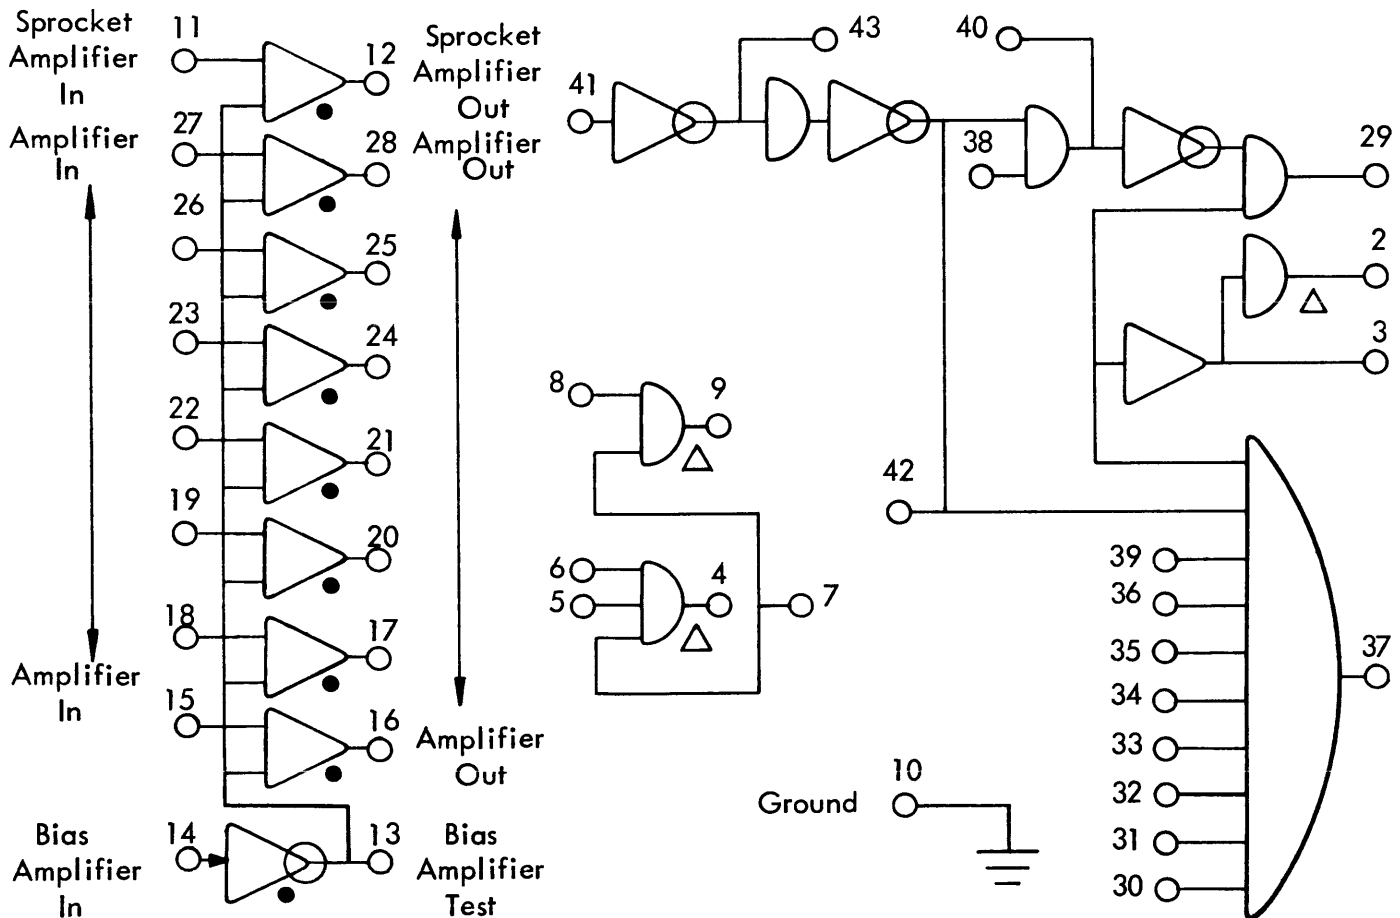 Sprocket
Amplifier
In
11
12
Sprocket
Amplifier
Out
Amplifier
In
27
28
Amplifier
Out
26
25
23
24
22
21
19
20
18
17
Amplifier
In
15
16
Amplifier
Out
Bias
Amplifier
In
14
13
Bias
Amplifier
Test
41
43
40
38
29
2
3
8
9
6
5
4
7
42
39
36
35
34
33
32
31
30
37
Ground
10